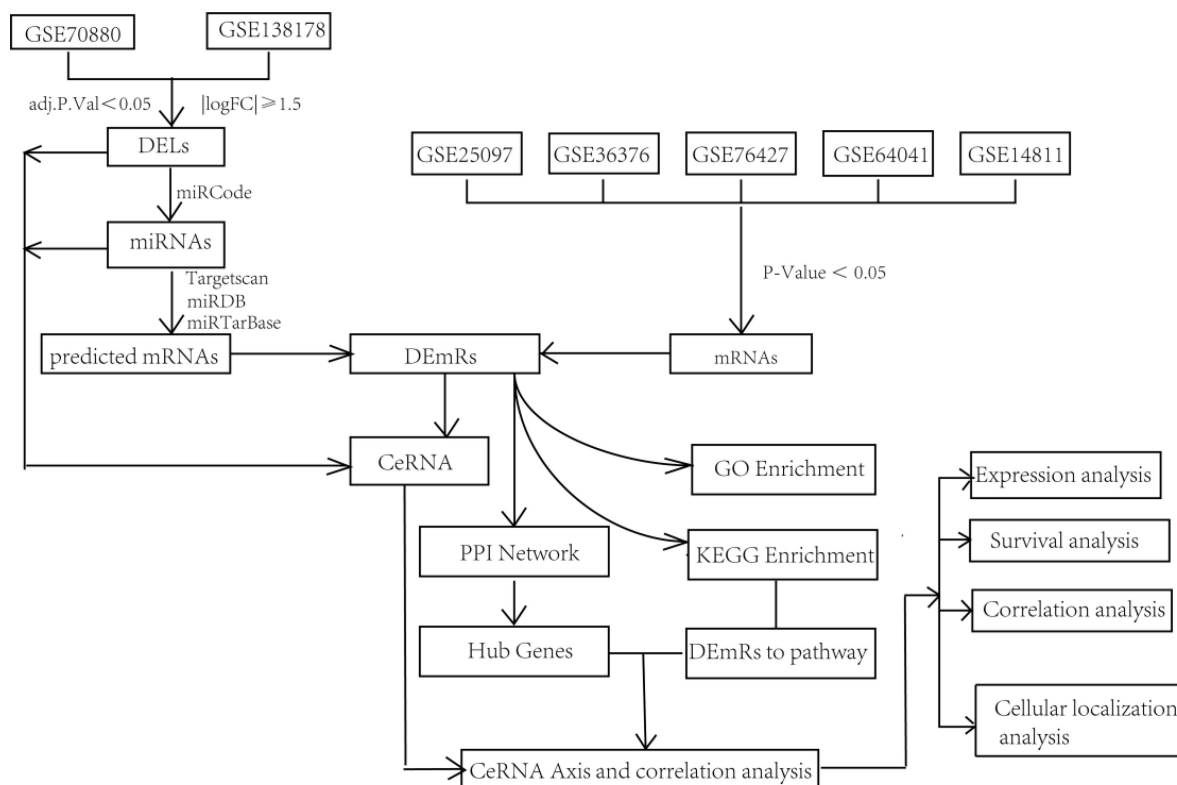 GSE70880
GSE138178
adj.P.Val<0.05
|logFC|⩾1.5
DELs
GSE25097
GSE36376
GSE76427
GSE64041
GSE14811
miRCode
miRNAs
Targetscan
miRDB
miRTarBase
P-Value < 0.05
predicted mRNAs
DEmRs
mRNAs
CeRNA
GO Enrichment
Expression analysis
PPI Network
KEGG Enrichment
Survival analysis
Correlation analysis
Hub Genes
DEmRs to pathway
Cellular localization
analysis
CeRNA Axis and correlation analysis